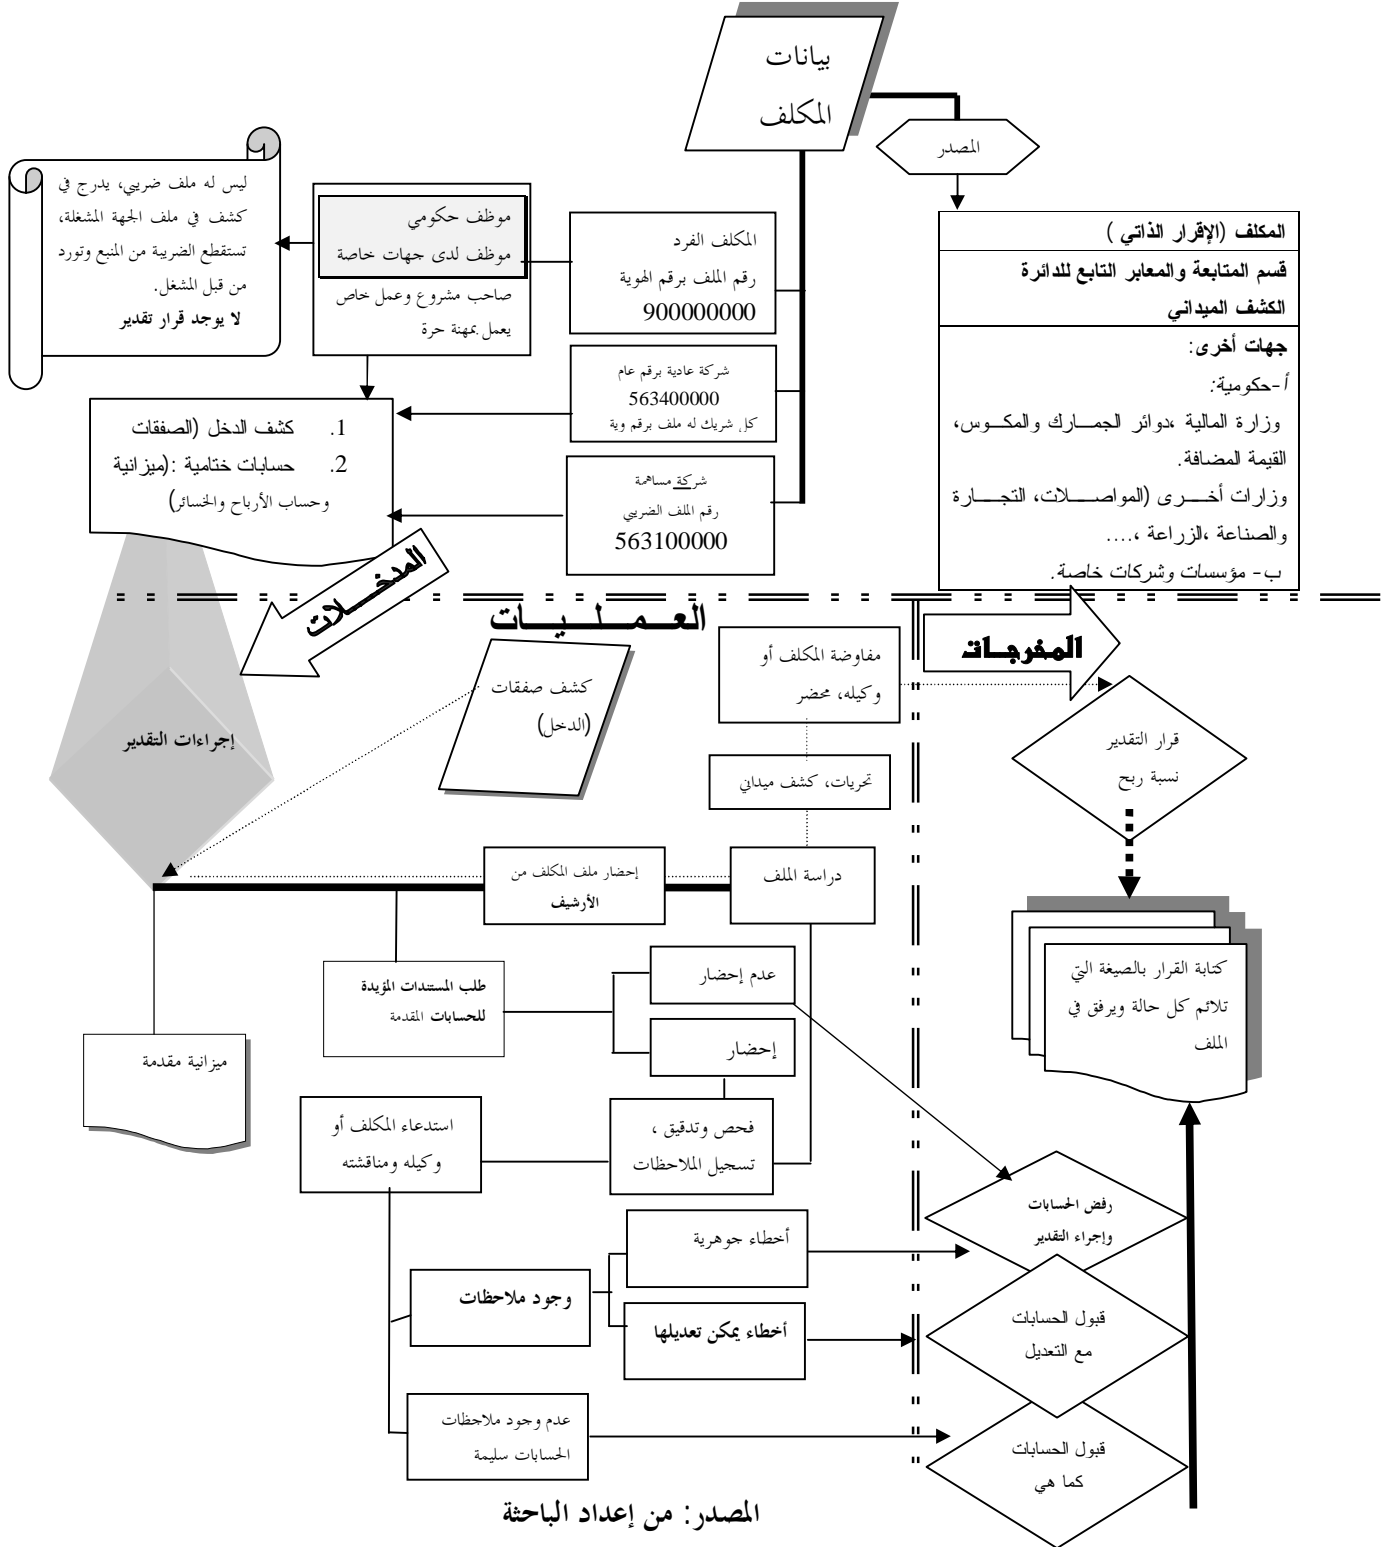 بيانات
المكلف
المصدر
المكلف (الإقرار الذاتي )
قسم المتابعة والمعابر التابع للدائرة
الكشف الميداني
جهات أخرى:
أ-حكومية:
وزارة المالية ،دوائر الجمـــارك والمكــوس،
القيمة المضافة.
وزارات أخـــرى (المواصـــلات، التجـــارة
والصناعة ،الزراعة ،....
ب- مؤسسات وشركات خاصة.
المكلف الفرد
رقم الملف برقم الهوية
900000000
شركة عادية برقم عام
563400000
كل شريك له ملف برقم وية
شركة مساهمة
رقم الملف الضريبي
563100000
موظف حكومي
موظف لدى جهات خاصة
صاحب مشروع وعمل خاص
يعمل بمهنة حرة
ليس له ملف ضريبي، يدرج في
كشف في ملف الجهة المشغلة،
تستقطع الضريبة من المنبع وتورد
من قبل المشغل.
لا يوجد قرار تقدير
1. كشف الدخل (الصفقات
2. حسابات ختامية :(ميزانية
وحساب الأرباح والخسائر)
المدخـــــلات
العـــمـــلـــيـــات
المخرجـــات
إجراءات التقدير
كشف صفقات
(الدخل)
مفاوضة المكلف أو
وكيله، محضر
تحريات، كشف ميداني
قرار التقدير
نسبة ربح
دراسة الملف
إحضار ملف المكلف من
الأرشيف
طلب المستندات المؤيدة
للحسابات المقدمة
عدم إحضار
إحضار
كتابة القرار بالصيغة التي
تلائم كل حالة ويرفق في
الملف
ميزانية مقدمة
فحص وتدقيق ،
تسجيل الملاحظات
استدعاء المكلف أو
وكيله ومناقشته
رفض الحسابات
وإجراء التقدير
أخطاء جوهرية
وجود ملاحظات
أخطاء يمكن تعديلها
قبول الحسابات
مع التعديل
عدم وجود ملاحظات
الحسابات سليمة
قبول الحسابات
كما هي
المصدر: من إعداد الباحثة